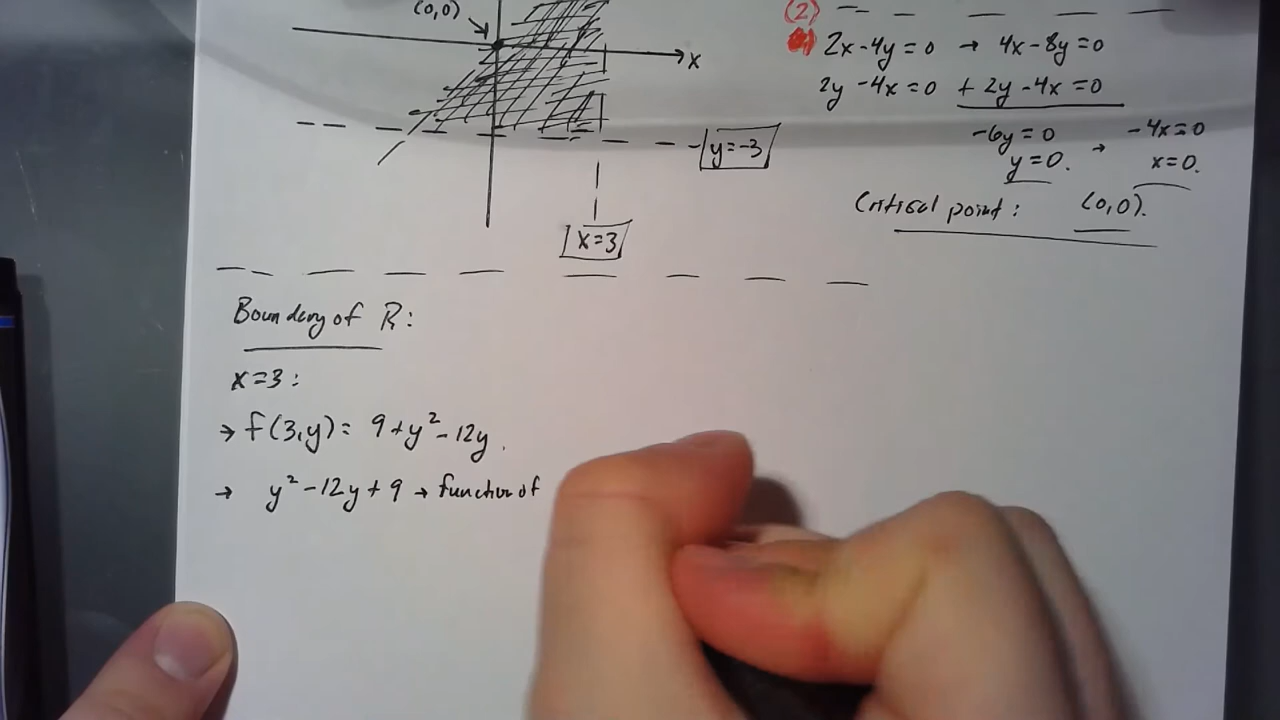 (0,0)
x
y=-3
x=3
(2)
2x-4y=0 → 4x-8y=0
2y-4x=0 + 2y-4x=0
-6y=0 → -4x=0
y=0. x=0.
Critical point: (0,0).
Boundary of R:
x=3:
→ f(3,y)= 9+y²-12y.
→ y²-12y+9 → function of